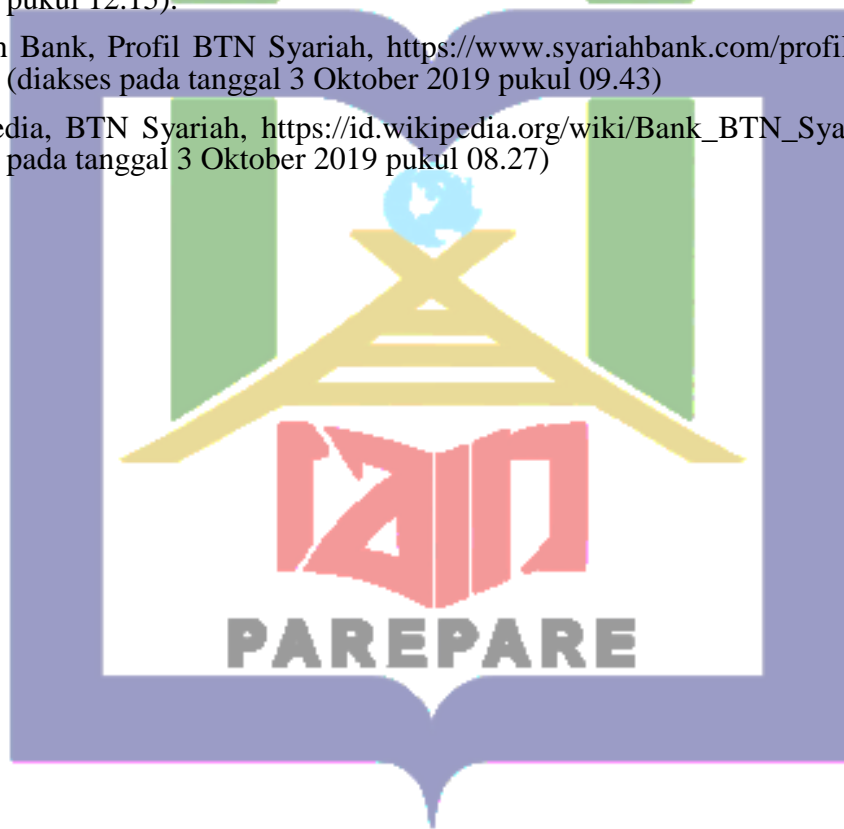 pukul 12.15).
n Bank, Profil BTN Syariah, https://www.syariahbank.com/profil
(diakses pada tanggal 3 Oktober 2019 pukul 09.43)
edia, BTN Syariah, https://id.wikipedia.org/wiki/Bank_BTN_Sya
pada tanggal 3 Oktober 2019 pukul 08.27)
iain
PAREPARE